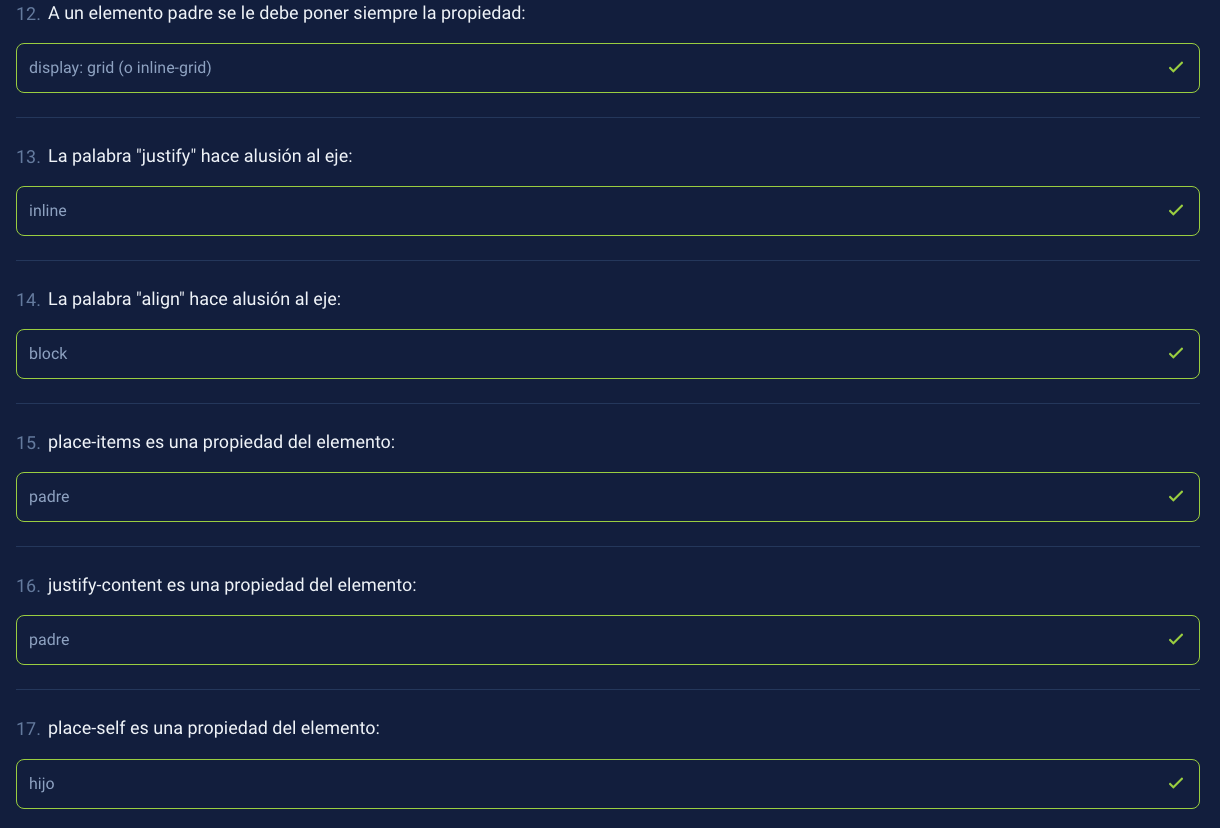 12. A un elemento padre se le debe poner siempre la propiedad:
display: grid (o inline-grid)
13. La palabra "justify" hace alusión al eje:
inline
14. La palabra "align" hace alusión al eje:
block
15. place-items es una propiedad del elemento:
padre
16. justify-content es una propiedad del elemento:
padre
17. place-self es una propiedad del elemento:
hijo